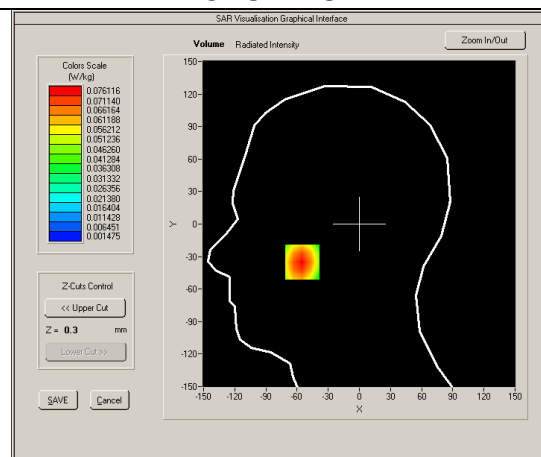 SAR Visualisation Graphical Interface
Volume Radiated Intensity
Zoom In/Out
Colors Scale
(W/kg)
0.076116
0.071140
0.066164
0.061188
0.056212
0.051236
0.046260
0.041284
0.036308
0.031332
0.026356
0.021380
0.016404
0.011428
0.006451
0.001475
Z-Cuts Control
<< Upper Cut
Z = 0.3 mm
Lower Cut >>
SAVE Cancel
150-
120-
90-
60-
30-
Y 0-
-30-
-60-
-90-
-120-
-150-
-150 -120 -90 -60 -30 0 30 60 90 120 150
X